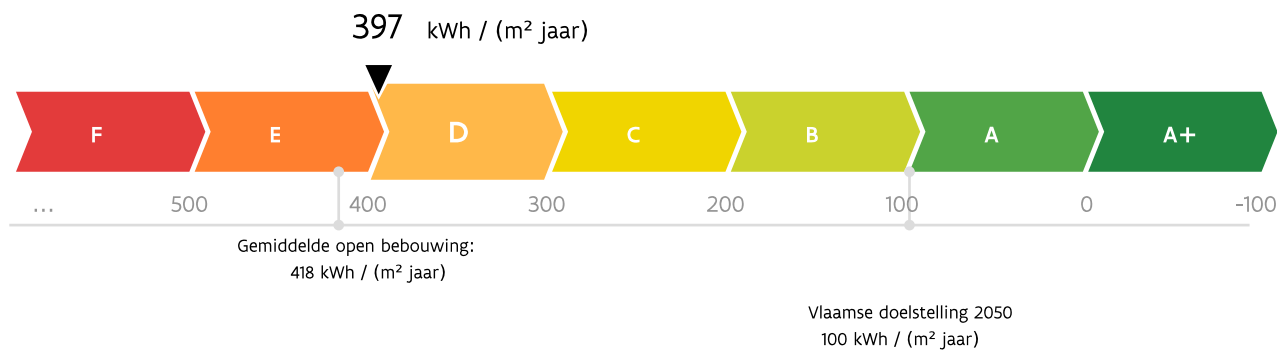 397 kWh / (m² jaar)
F E D C B A A+
... 500 400 300 200 100 0 -100
Gemiddelde open bebouwing:
418 kWh / (m² jaar)
Vlaamse doelstelling 2050
100 kWh / (m² jaar)